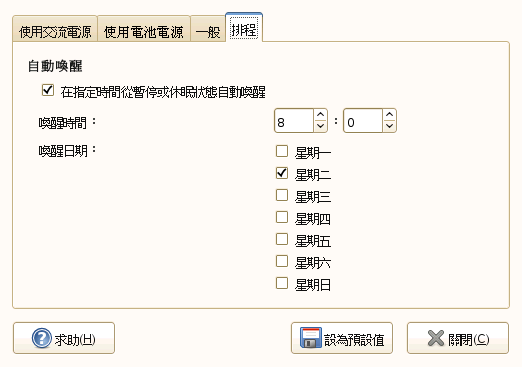 使用交流電源 使用電池電源 一般 排程
自動喚醒
在指定時間從暫停或休眠狀態自動喚醒
喚醒時間： 8 : 0
喚醒日期： 星期一
星期二
星期三
星期四
星期五
星期六
星期日
求助(H) 設為預設值 關閉(C)